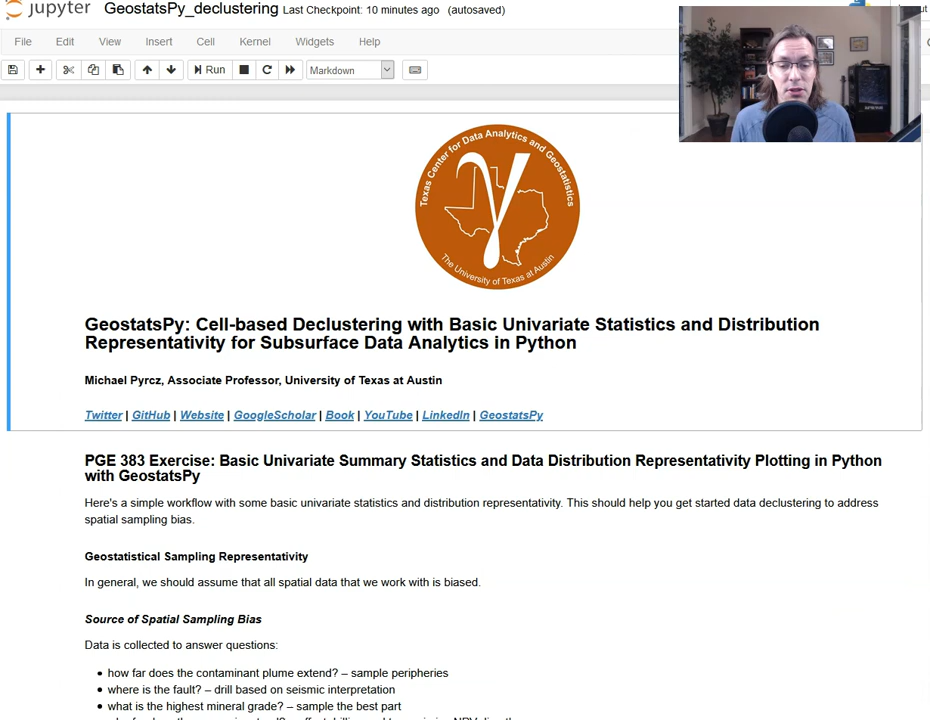 jupyter GeostatsPy_declustering Last Checkpoint: 10 minutes ago (autosaved)
File Edit View Insert Cell Kernel Widgets Help
Run Markdown
Texas Center for Data Analytics and Geostatistics
The University of Texas at Austin
GeostatsPy: Cell-based Declustering with Basic Univariate Statistics and Distribution
Representativity for Subsurface Data Analytics in Python
Michael Pyrcz, Associate Professor, University of Texas at Austin
Twitter | GitHub | Website | GoogleScholar | Book | YouTube | LinkedIn | GeostatsPy
PGE 383 Exercise: Basic Univariate Summary Statistics and Data Distribution Representativity Plotting in Python
with GeostatsPy
Here's a simple workflow with some basic univariate statistics and distribution representativity. This should help you get started data declustering to address
spatial sampling bias.
Geostatistical Sampling Representativity
In general, we should assume that all spatial data that we work with is biased.
Source of Spatial Sampling Bias
Data is collected to answer questions:
• how far does the contaminant plume extend? – sample peripheries
• where is the fault? – drill based on seismic interpretation
• what is the highest mineral grade? – sample the best part